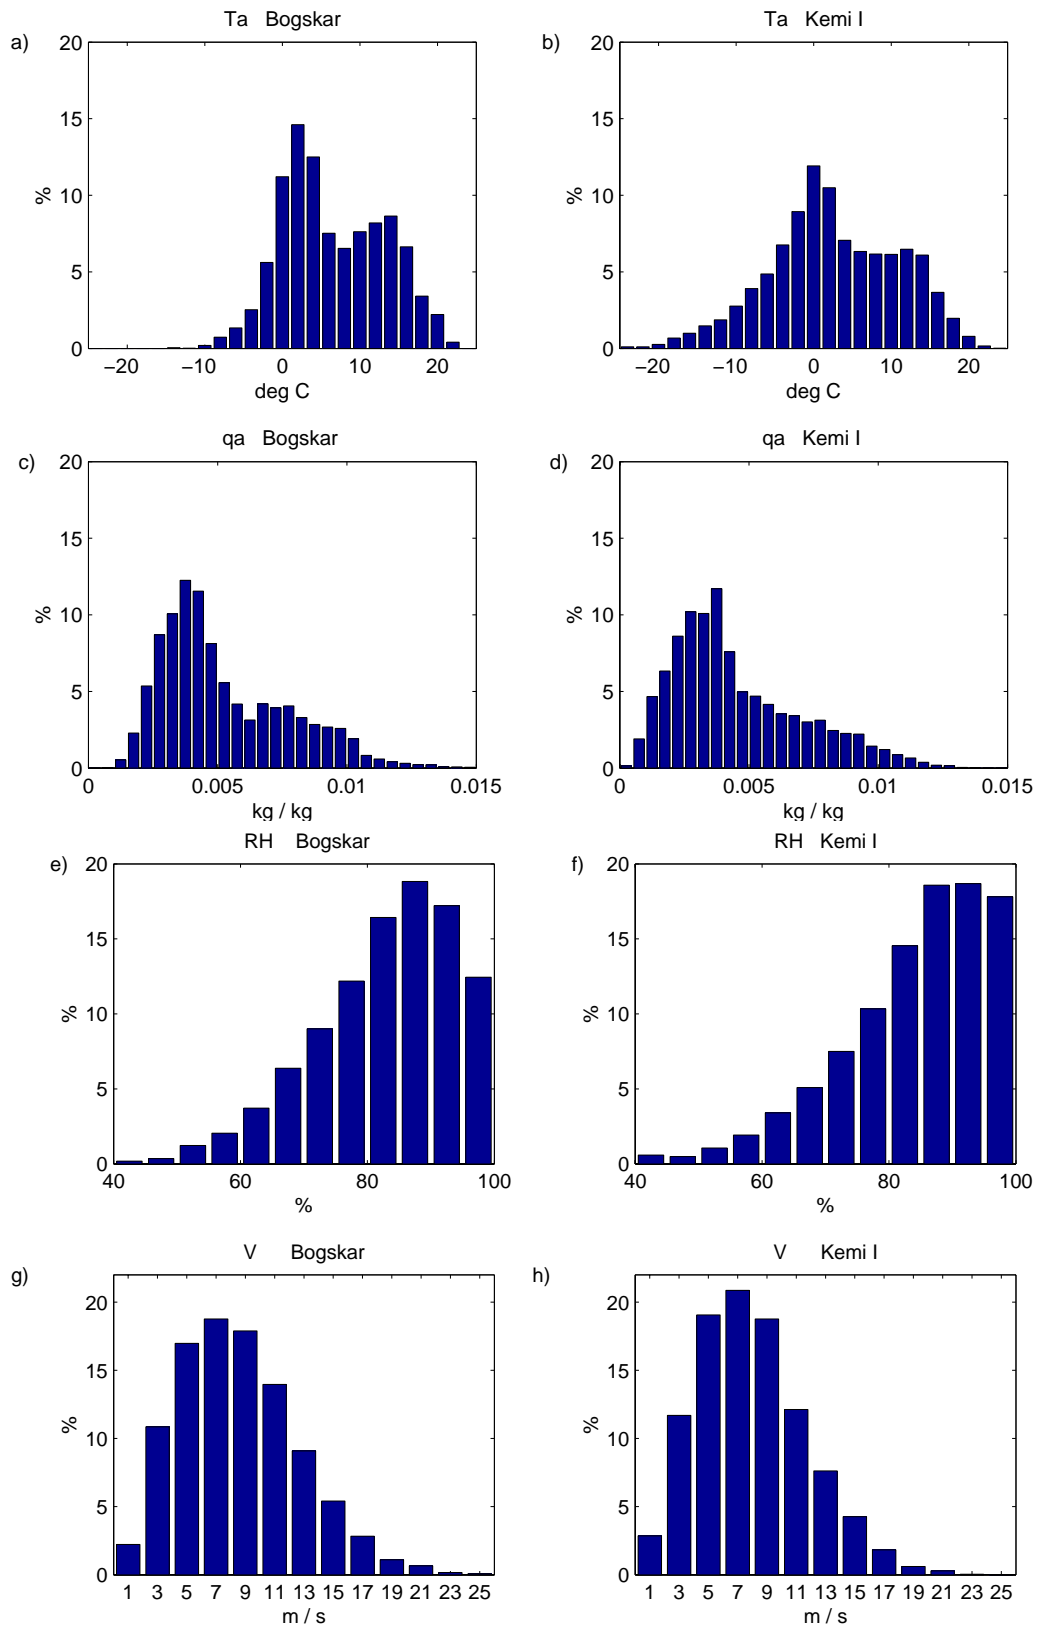 Ta Bogskar
a)
20
15
10
5
0
%
−20 −10 0 10 20
deg C
Ta Kemi I
b)
20
15
10
5
0
%
−20 −10 0 10 20
deg C
qa Bogskar
c)
20
15
10
5
0
%
0 0.005 0.01 0.015
kg / kg
qa Kemi I
d)
20
15
10
5
0
%
0 0.005 0.01 0.015
kg / kg
RH Bogskar
e)
20
15
10
5
0
%
40 60 80 100
%
RH Kemi I
f)
20
15
10
5
0
%
40 60 80 100
%
V Bogskar
g)
20
15
10
5
0
%
1 3 5 7 9 11 13 15 17 19 21 23 25
m / s
V Kemi I
h)
20
15
10
5
0
%
1 3 5 7 9 11 13 15 17 19 21 23 25
m / s